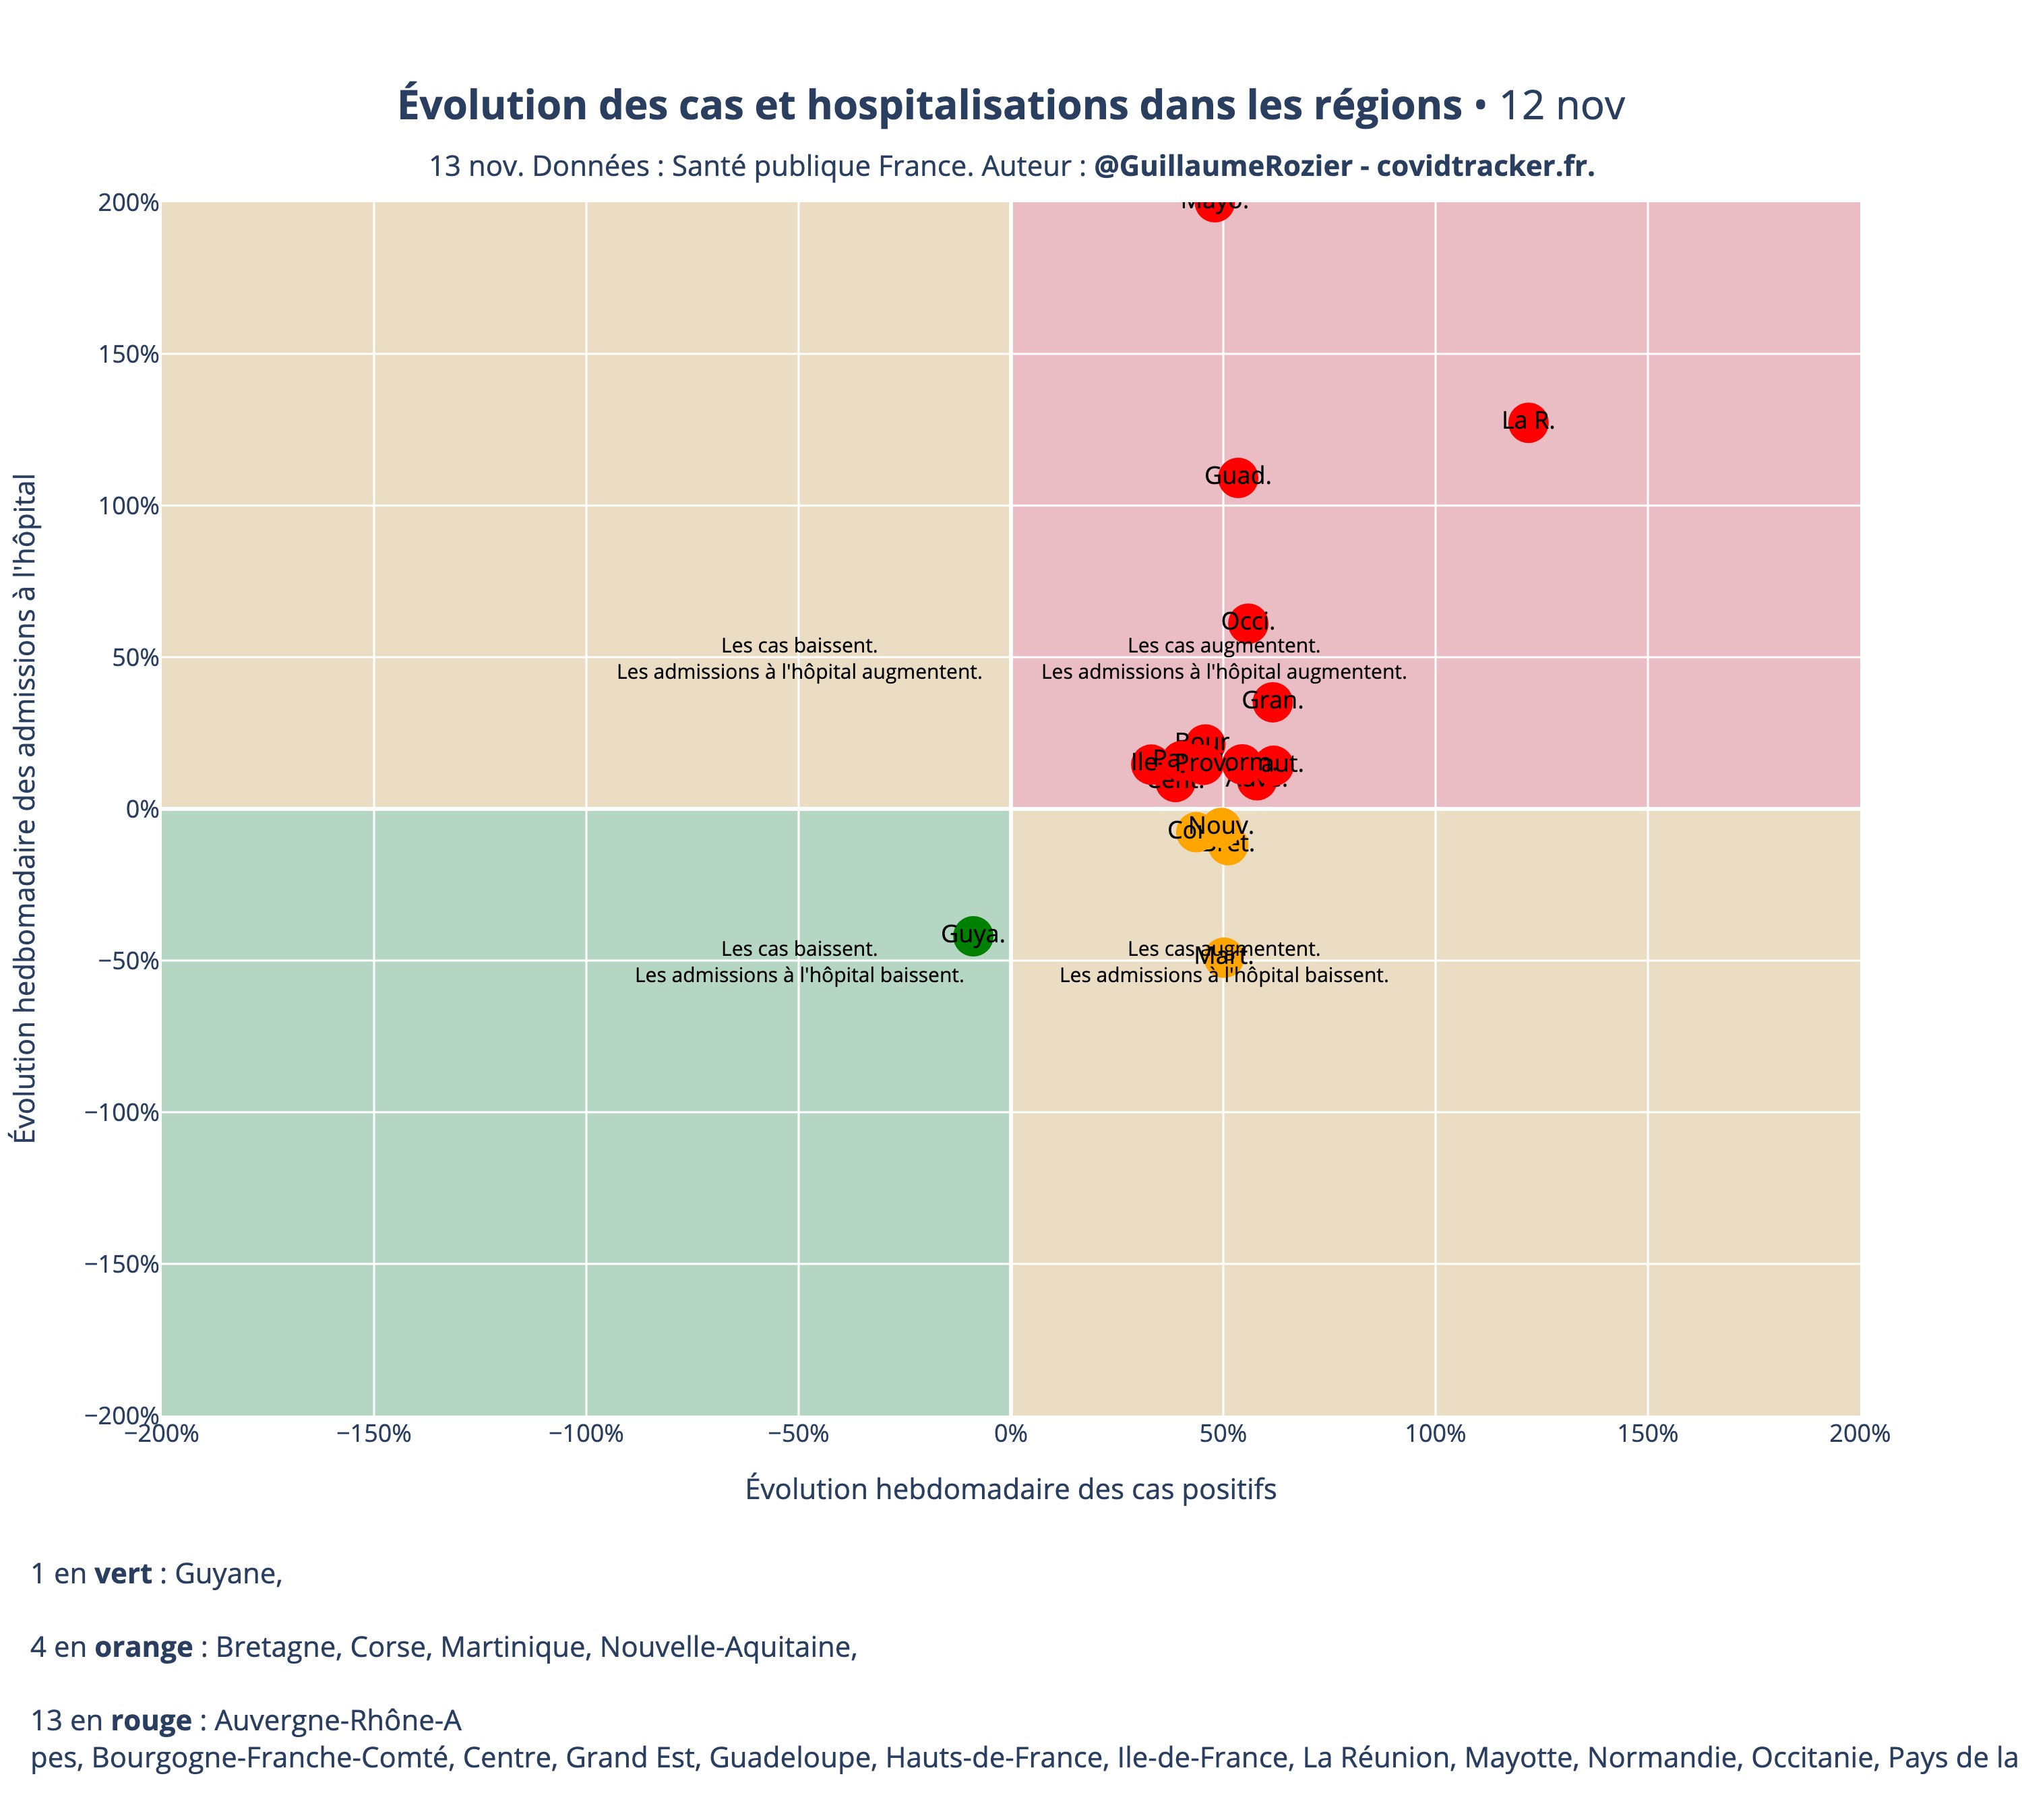 Évolution des cas et hospitalisations dans les régions • 12 nov
13 nov. Données : Santé publique France. Auteur : @GuillaumeRozier - covidtracker.fr.
Évolution hedbomadaire des admissions à l'hôpital
200%
150%
100%
50%
0%
−50%
−100%
−150%
−200%
Mayo.
La R.
Guad.
Occi.
Les cas baissent.
Les admissions à l'hôpital augmentent.
Les cas augmentent.
Les admissions à l'hôpital augmentent.
Gran.
Ile
Prov.
Nouv.
Guya.
Les cas baissent.
Les admissions à l'hôpital baissent.
Mart.
Les cas augmentent.
Les admissions à l'hôpital baissent.
−200%
−150%
−100%
−50%
0%
50%
100%
150%
200%
Évolution hebdomadaire des cas positifs
1 en vert : Guyane,
4 en orange : Bretagne, Corse, Martinique, Nouvelle-Aquitaine,
13 en rouge : Auvergne-Rhône-A
pes, Bourgogne-Franche-Comté, Centre, Grand Est, Guadeloupe, Hauts-de-France, Ile-de-France, La Réunion, Mayotte, Normandie, Occitanie, Pays de la